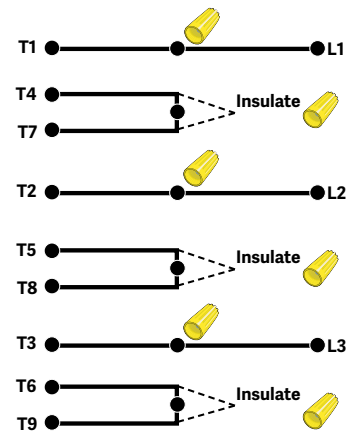 T1 L1
T4 Insulate
T7
T2 L2
T5 Insulate
T8
T3 L3
T6 Insulate
T9